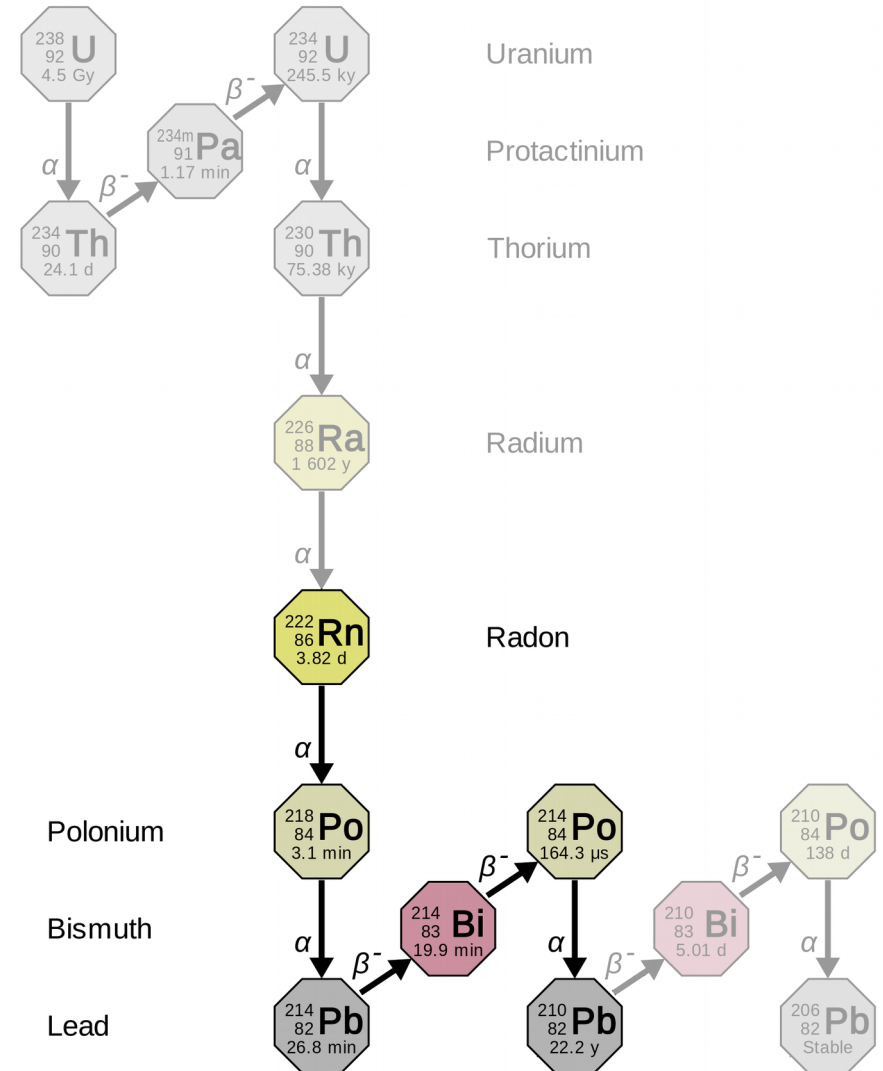 238
92 U
4.5 Gy
234
92 U
245.5 ky
Uranium
β-
234m
91 Pa
1.17 min
Protactinium
α
β-
α
234
90 Th
24.1 d
230
90 Th
75.38 ky
Thorium
α
226
88 Ra
1 602 y
Radium
α
222
86 Rn
3.82 d
Radon
α
Polonium
218
84 Po
3.1 min
214
84 Po
164.3 µs
210
84 Po
138 d
β-
β-
Bismuth
214
83 Bi
19.9 min
210
83 Bi
5.01 d
α
β-
α
β-
α
Lead
214
82 Pb
26.8 min
210
82 Pb
22.2 y
206
82 Pb
Stable